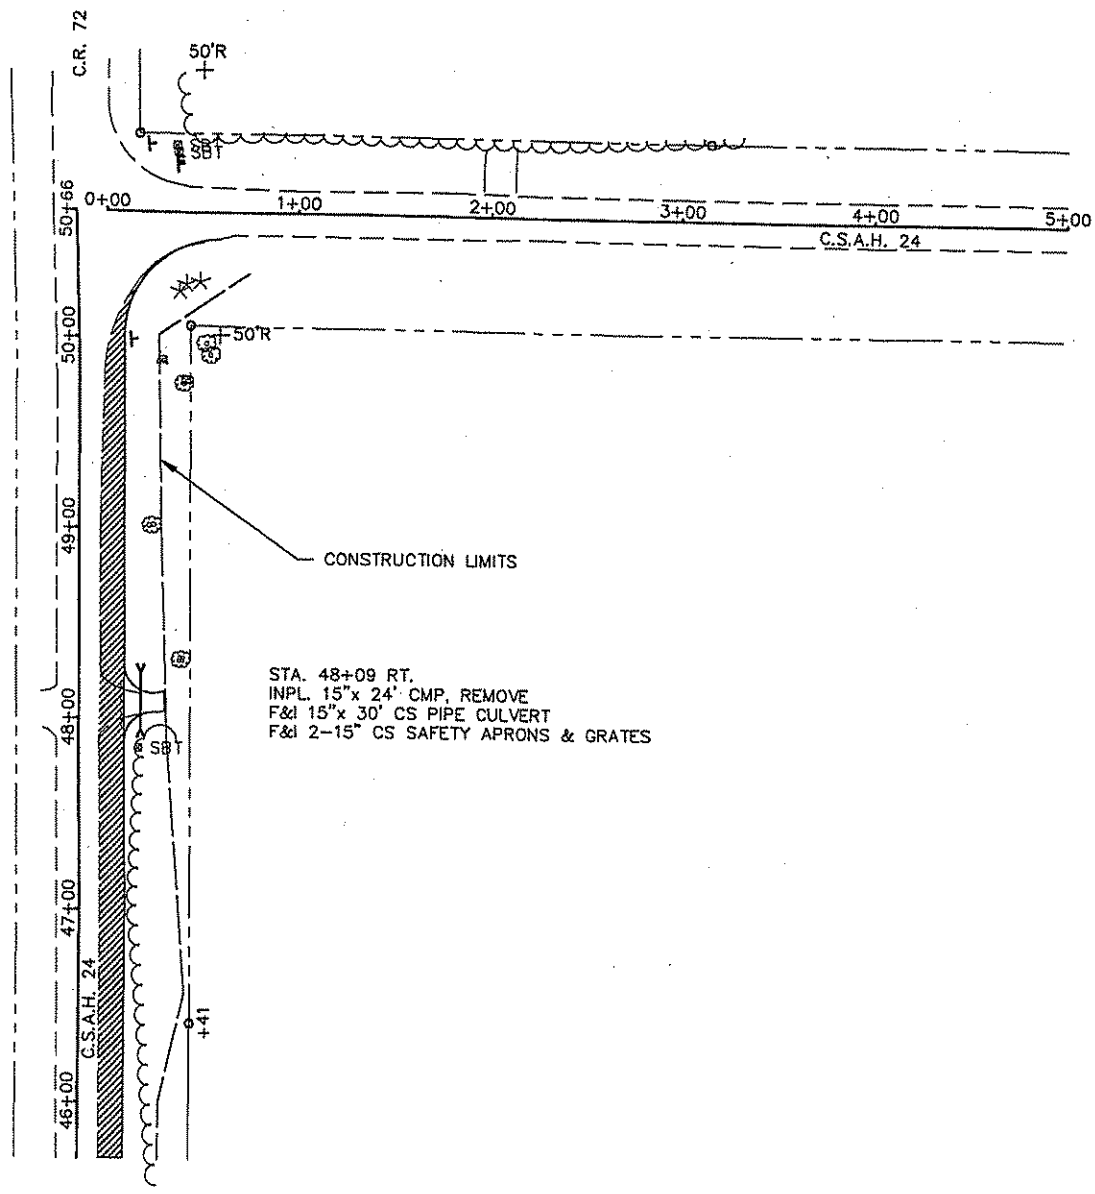 C.R. 72
50'R
SBT
50+66
0+00
1+00
2+00
3+00
4+00
5+00
C.S.A.H. 24
50+00
50'R
49+00
CONSTRUCTION LIMITS
STA. 48+09 RT.
INPL. 15"x 24' CMP, REMOVE
F&I 15"x 30' CS PIPE CULVERT
F&I 2-15" CS SAFETY APRONS & GRATES
48+00
SBT
47+00
C.S.A.H. 24
+41
46+00